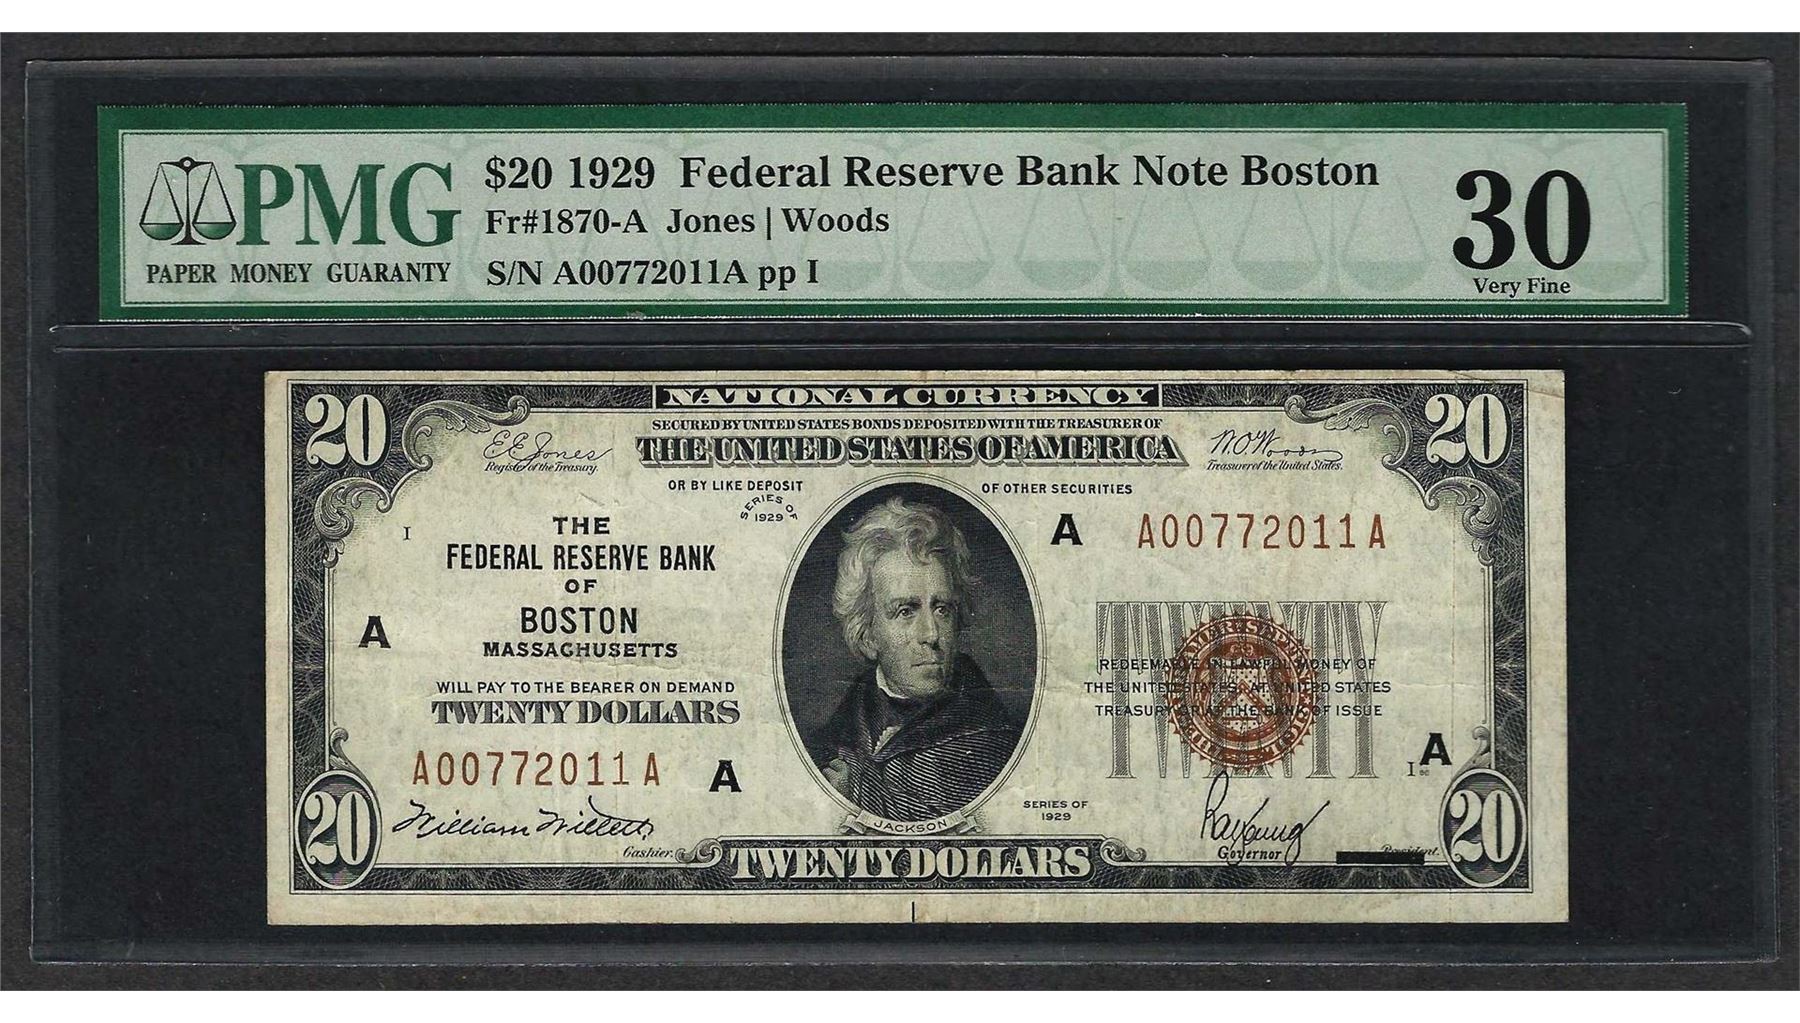 PMG
PAPER MONEY GUARANTY
$20 1929 Federal Reserve Bank Note Boston
Fr#1870-A Jones | Woods
S/N A00772011A pp I
30
Very Fine
NATIONAL CURRENCY
20
20
SECURED BY UNITED STATES BONDS DEPOSITED WITH THE TREASURER OF
THE UNITED STATES OF AMERICA
E.E. Jones
Register of the Treasury.
W.O. Woods
Treasurer of the United States.
OR BY LIKE DEPOSIT
OF OTHER SECURITIES
SERIES OF
1929
I
THE
FEDERAL RESERVE BANK
OF
BOSTON
MASSACHUSETTS
A
A A00772011A
WILL PAY TO THE BEARER ON DEMAND
TWENTY DOLLARS
TWENTY
REDEEMABLE IN LAWFUL MONEY OF
THE UNITED STATES AT UNITED STATES
TREASURY OR AT THE BANK OF ISSUE
A00772011A A
I
A
William Willett
Cashier.
JACKSON
SERIES OF
1929
Governor
President.
20
TWENTY DOLLARS
20